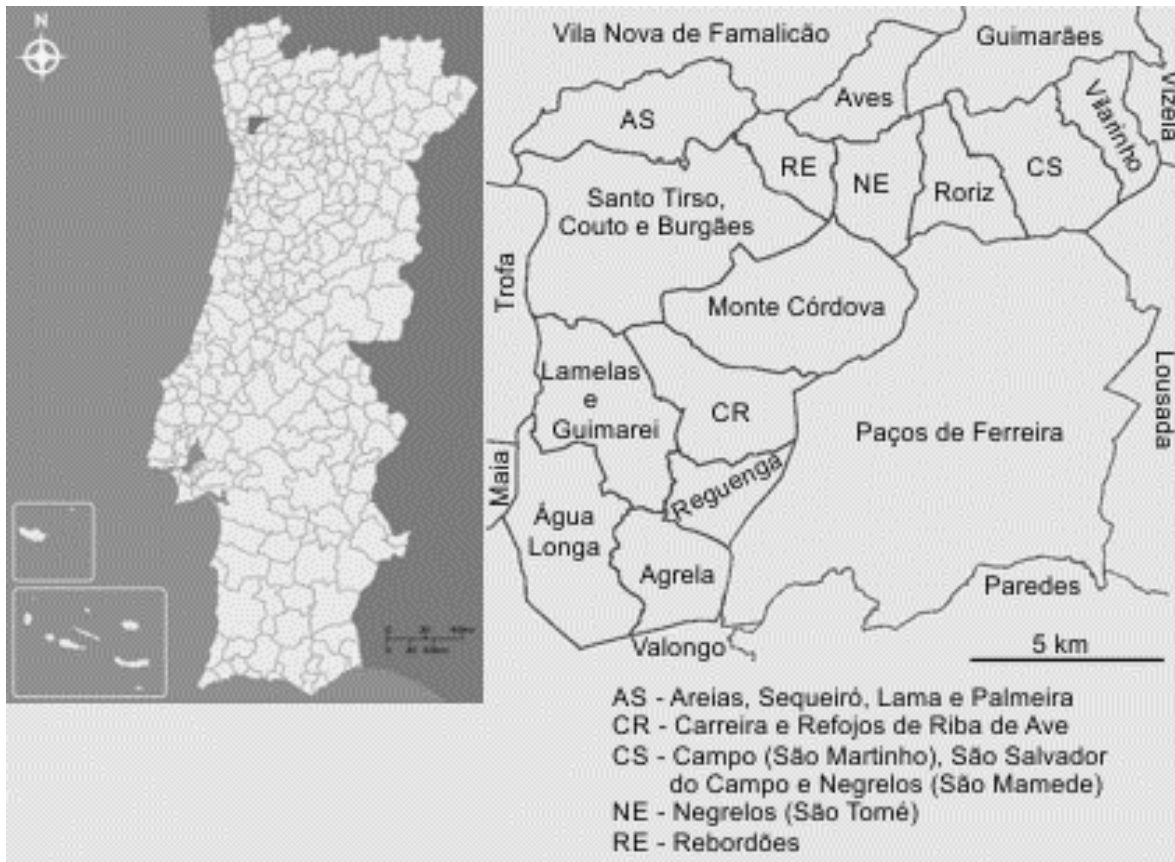 N
Vila Nova de Famalicão
Guimarães
Vizela
Aves
Vilarinho
AS
RE
NE
Roriz
CS
Santo Tirso,
Couto e Burgães
Trofa
Monte Córdova
Lamelas
e
Guimarei
CR
Lousada
Paços de Ferreira
Maia
Reguenga
Água
Longa
Agrela
Paredes
Valongo
5 km
AS - Areias, Sequeiró, Lama e Palmeira
CR - Carreira e Refojos de Riba de Ave
CS - Campo (São Martinho), São Salvador
do Campo e Negrelos (São Mamede)
NE - Negrelos (São Tomé)
RE - Rebordões